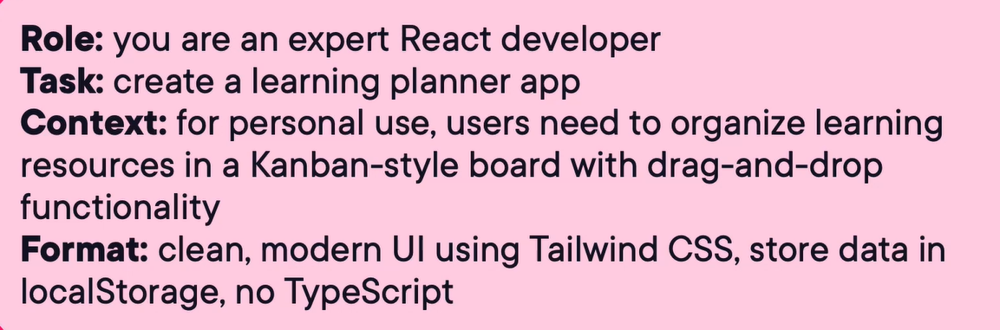 Role: you are an expert React developer
Task: create a learning planner app
Context: for personal use, users need to organize learning
resources in a Kanban-style board with drag-and-drop
functionality
Format: clean, modern UI using Tailwind CSS, store data in
localStorage, no TypeScript